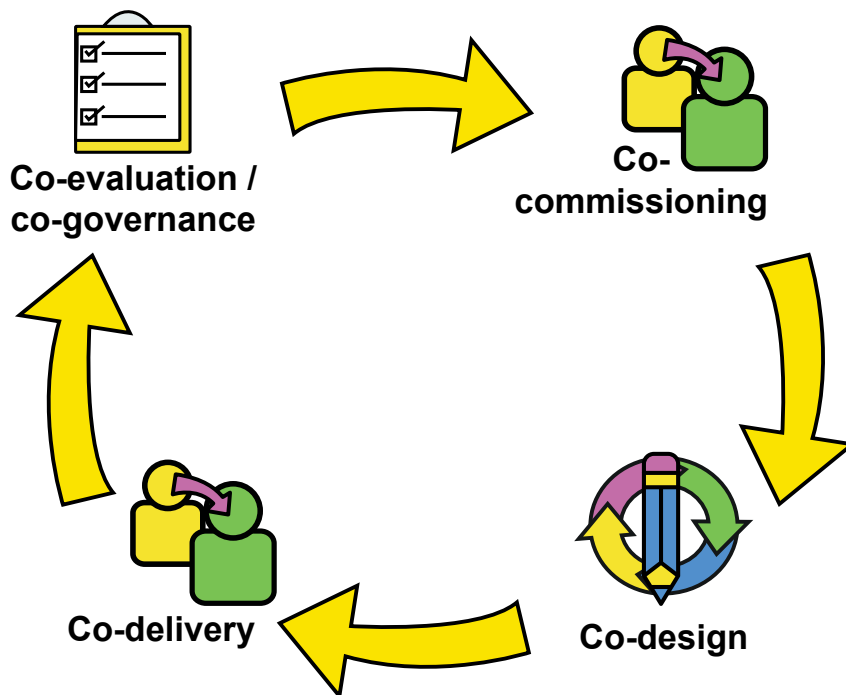 Co-evaluation /
co-governance
Co-
commissioning
Co-delivery
Co-design